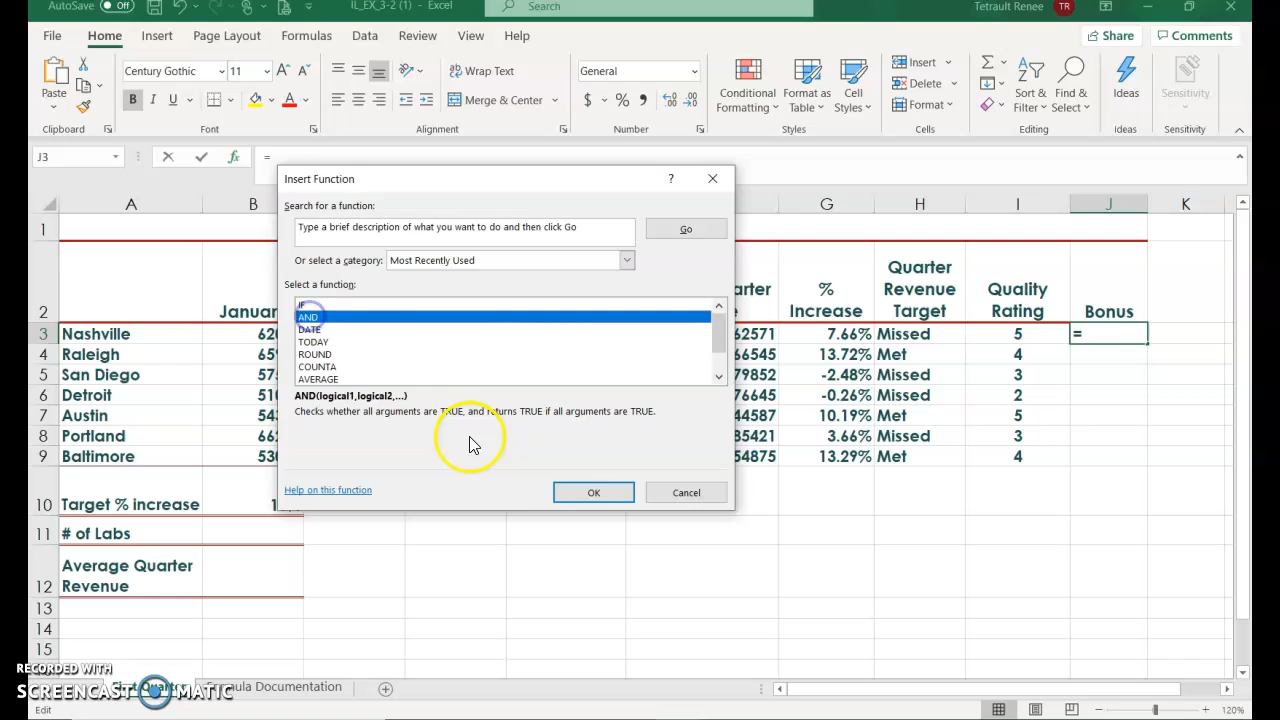 AutoSave Off IL_EX_3-2 (1) - Excel Search Tetrault Renee TR
File Home Insert Page Layout Formulas Data Review View Help Share Comments
Paste Century Gothic 11 Wrap Text General Conditional Formatting Format as Table Cell Styles Insert Sort & Filter Find & Select Ideas Sensitivity
B I U Merge & Center $ % Delete
Format
Clipboard Font Alignment Number Styles Cells Editing Ideas Sensitivity
J3 fx =
Insert Function ?
Search for a function:
Type a brief description of what you want to do and then click Go
Go
Or select a category: Most Recently Used
Select a function:
IF
AND
DATE
TODAY
ROUND
COUNTA
AVERAGE
AND(logical1,logical2,...)
Checks whether all arguments are TRUE, and returns TRUE if all arguments are TRUE.
Help on this function OK Cancel
A B G H I J K
1
2 % Increase Quarter Revenue Target Quality Rating Bonus
3 Nashville 62571 7.66% Missed 5 =
4 Raleigh 66545 13.72% Met 4
5 San Diego 79852 -2.48% Missed 3
6 Detroit 76645 -0.26% Missed 2
7 Austin 44587 10.19% Met 5
8 Portland 85421 3.66% Missed 3
9 Baltimore 54875 13.29% Met 4
10 Target % increase
11 # of Labs
12 Average Quarter Revenue
13
14
15
RECORDED WITH
SCREENCAST MATIC
Formula Documentation
Edit 120%